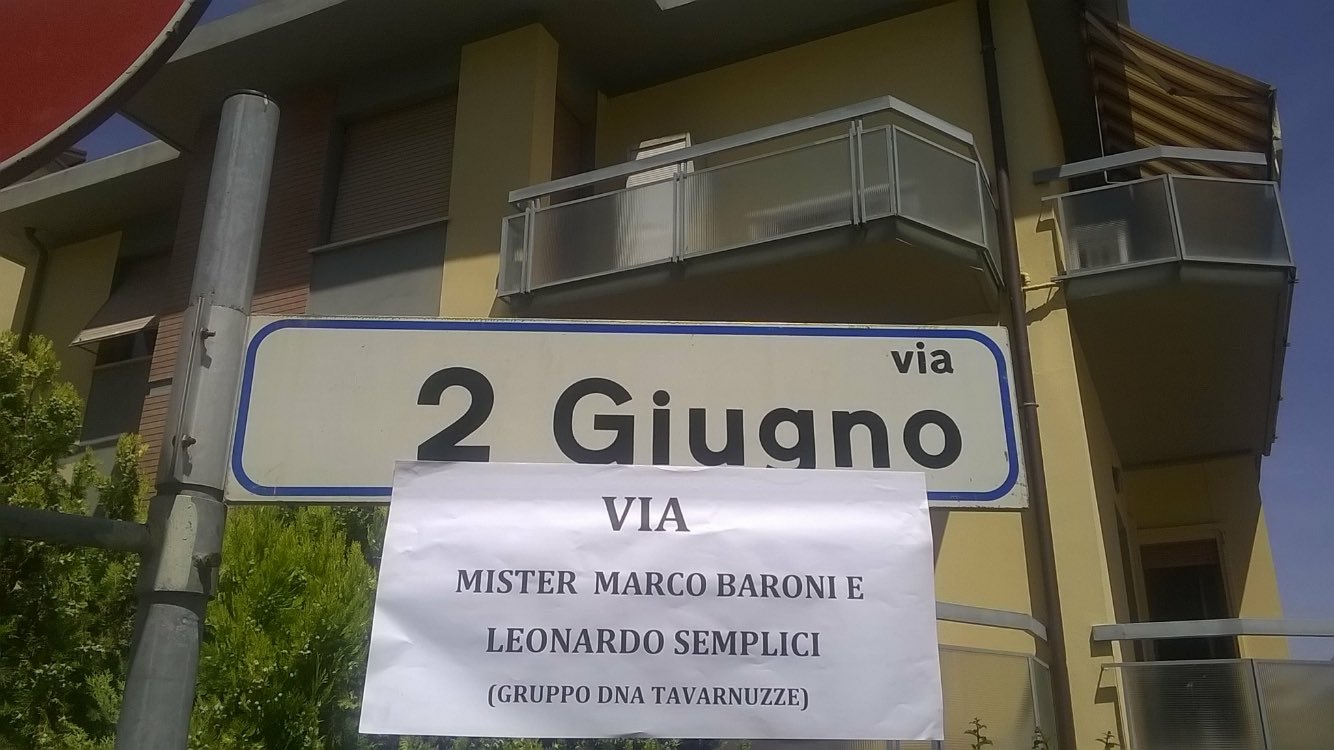 via
2 Giugno
VIA
MISTER MARCO BARONI E
LEONARDO SEMPLICI
(GRUPPO DNA TAVARNUZZE)